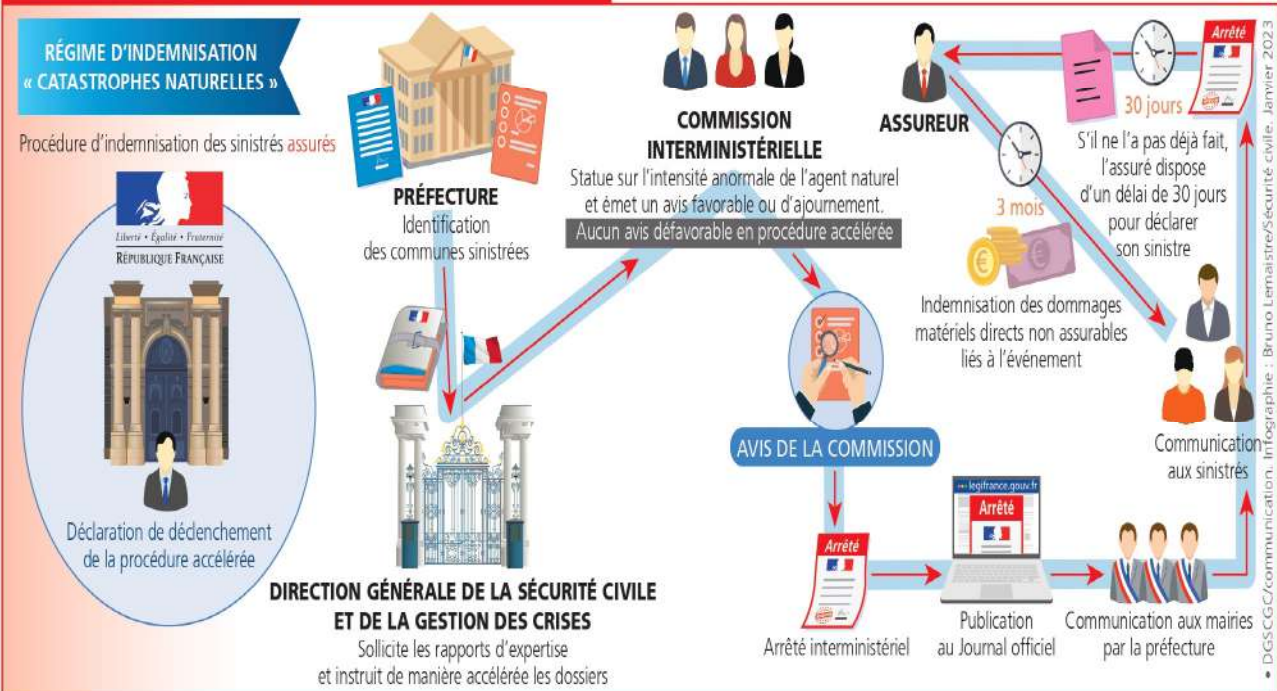 RÉGIME D'INDEMNISATION
« CATASTROPHES NATURELLES »
Procédure d'indemnisation des sinistrés assurés
Liberté • Égalité • Fraternité
RÉPUBLIQUE FRANÇAISE
Déclaration de déclenchement
de la procédure accélérée
PRÉFECTURE
Identification
des communes sinistrées
DIRECTION GÉNÉRALE DE LA SÉCURITÉ CIVILE
ET DE LA GESTION DES CRISES
Sollicite les rapports d'expertise
et instruit de manière accélérée les dossiers
COMMISSION
INTERMINISTÉRIELLE
Statue sur l'intensité anormale de l'agent naturel
et émet un avis favorable ou d'ajournement.
Aucun avis défavorable en procédure accélérée
AVIS DE LA COMMISSION
Arrêté
Arrêté interministériel
legifrance.gouv.fr
Arrêté
Publication
au Journal officiel
Communication aux mairies
par la préfecture
Communication
aux sinistrés
Arrêté
30 jours
S'il ne l'a pas déjà fait,
l'assuré dispose
d'un délai de 30 jours
pour déclarer
son sinistre
ASSUREUR
3 mois
Indemnisation des dommages
matériels directs non assurables
liés à l'événement
• DGSCGC/communication. Infographie : Bruno Lemaistre/Sécurité civile. Janvier 2023